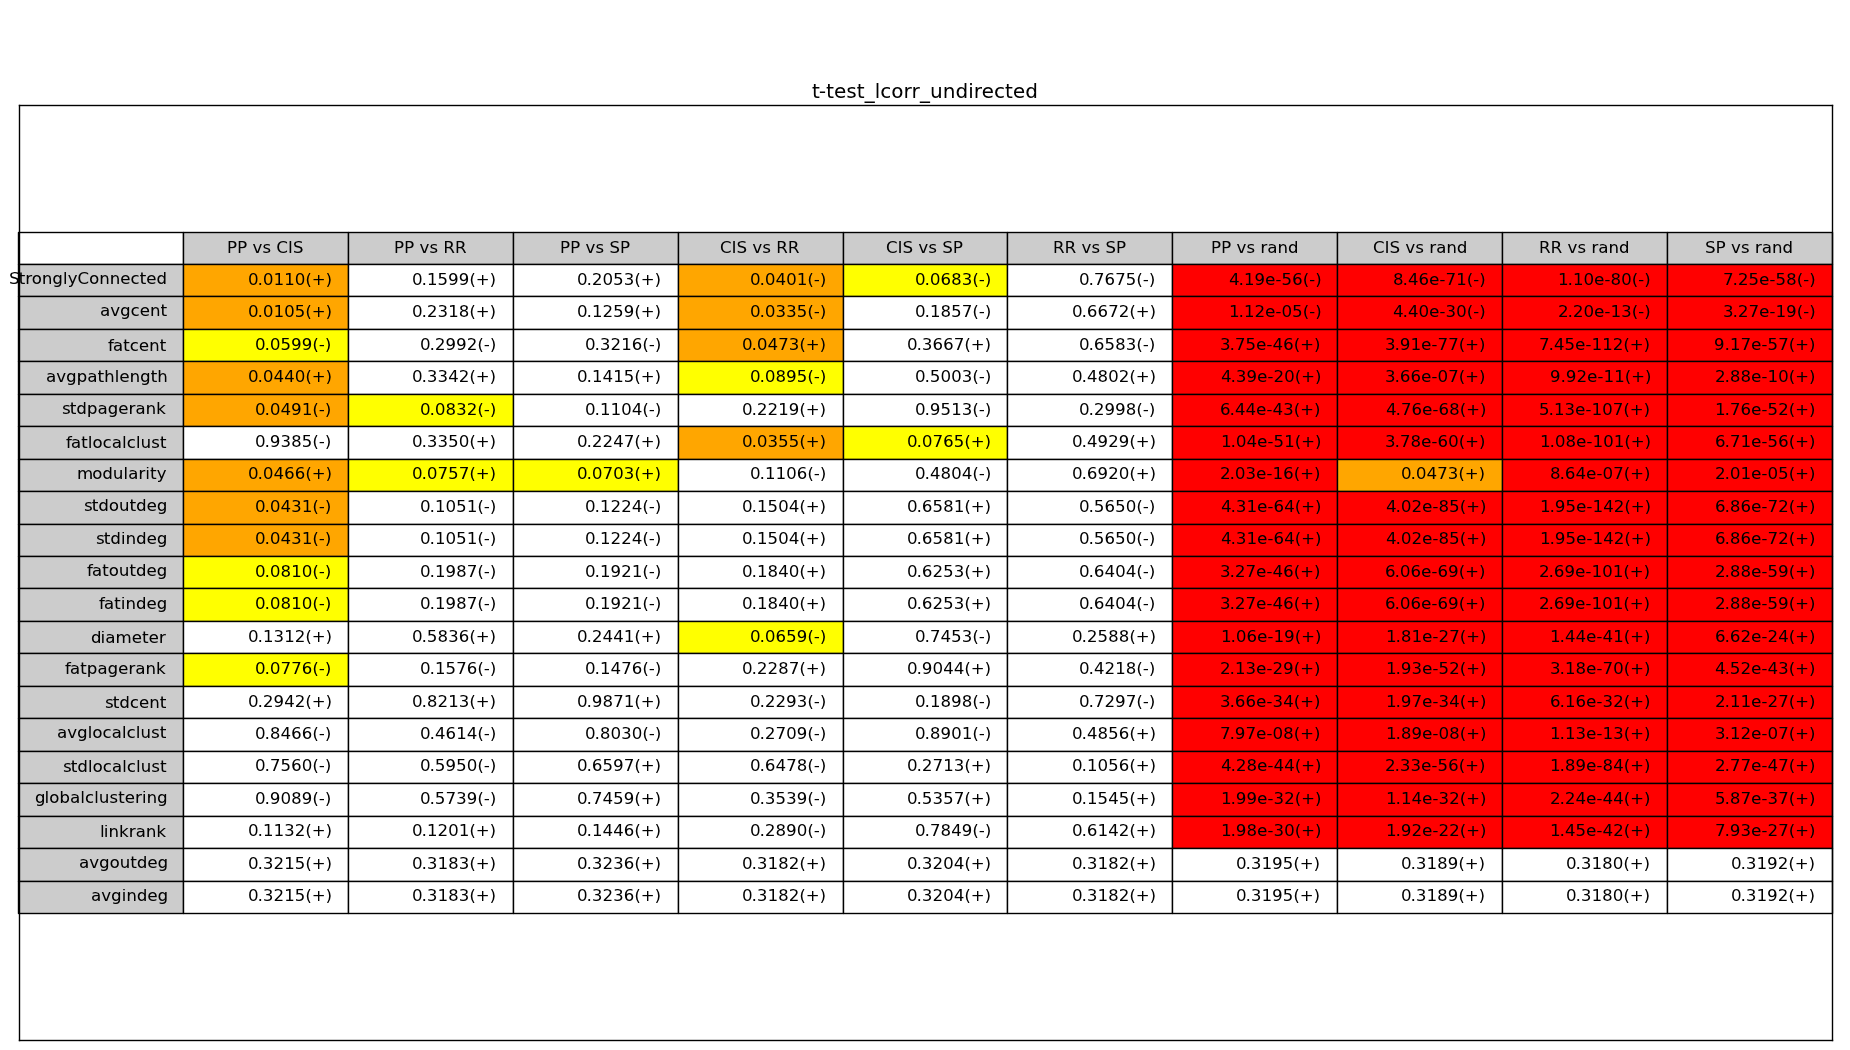 t-test_lcorr_undirected
PP vs CIS PP vs RR PP vs SP CIS vs RR CIS vs SP RR vs SP PP vs rand CIS vs rand RR vs rand SP vs rand
StronglyConnected 0.0110(+) 0.1599(+) 0.2053(+) 0.0401(-) 0.0683(-) 0.7675(-) 4.19e-56(-) 8.46e-71(-) 1.10e-80(-) 7.25e-58(-)
avgcent 0.0105(+) 0.2318(+) 0.1259(+) 0.0335(-) 0.1857(-) 0.6672(+) 1.12e-05(-) 4.40e-30(-) 2.20e-13(-) 3.27e-19(-)
fatcent 0.0599(-) 0.2992(-) 0.3216(-) 0.0473(+) 0.3667(+) 0.6583(-) 3.75e-46(+) 3.91e-77(+) 7.45e-112(+) 9.17e-57(+)
avgpathlength 0.0440(+) 0.3342(+) 0.1415(+) 0.0895(-) 0.5003(-) 0.4802(+) 4.39e-20(+) 3.66e-07(+) 9.92e-11(+) 2.88e-10(+)
stdpagerank 0.0491(-) 0.0832(-) 0.1104(-) 0.2219(+) 0.9513(-) 0.2998(-) 6.44e-43(+) 4.76e-68(+) 5.13e-107(+) 1.76e-52(+)
fatlocalclust 0.9385(-) 0.3350(+) 0.2247(+) 0.0355(+) 0.0765(+) 0.4929(+) 1.04e-51(+) 3.78e-60(+) 1.08e-101(+) 6.71e-56(+)
modularity 0.0466(+) 0.0757(+) 0.0703(+) 0.1106(-) 0.4804(-) 0.6920(+) 2.03e-16(+) 0.0473(+) 8.64e-07(+) 2.01e-05(+)
stdoutdeg 0.0431(-) 0.1051(-) 0.1224(-) 0.1504(+) 0.6581(+) 0.5650(-) 4.31e-64(+) 4.02e-85(+) 1.95e-142(+) 6.86e-72(+)
stdindeg 0.0431(-) 0.1051(-) 0.1224(-) 0.1504(+) 0.6581(+) 0.5650(-) 4.31e-64(+) 4.02e-85(+) 1.95e-142(+) 6.86e-72(+)
fatoutdeg 0.0810(-) 0.1987(-) 0.1921(-) 0.1840(+) 0.6253(+) 0.6404(-) 3.27e-46(+) 6.06e-69(+) 2.69e-101(+) 2.88e-59(+)
fatindeg 0.0810(-) 0.1987(-) 0.1921(-) 0.1840(+) 0.6253(+) 0.6404(-) 3.27e-46(+) 6.06e-69(+) 2.69e-101(+) 2.88e-59(+)
diameter 0.1312(+) 0.5836(+) 0.2441(+) 0.0659(-) 0.7453(-) 0.2588(+) 1.06e-19(+) 1.81e-27(+) 1.44e-41(+) 6.62e-24(+)
fatpagerank 0.0776(-) 0.1576(-) 0.1476(-) 0.2287(+) 0.9044(+) 0.4218(-) 2.13e-29(+) 1.93e-52(+) 3.18e-70(+) 4.52e-43(+)
stdcent 0.2942(+) 0.8213(+) 0.9871(+) 0.2293(-) 0.1898(-) 0.7297(-) 3.66e-34(+) 1.97e-34(+) 6.16e-32(+) 2.11e-27(+)
avglocalclust 0.8466(-) 0.4614(-) 0.8030(-) 0.2709(-) 0.8901(-) 0.4856(+) 7.97e-08(+) 1.89e-08(+) 1.13e-13(+) 3.12e-07(+)
stdlocalclust 0.7560(-) 0.5950(-) 0.6597(+) 0.6478(-) 0.2713(+) 0.1056(+) 4.28e-44(+) 2.33e-56(+) 1.89e-84(+) 2.77e-47(+)
globalclustering 0.9089(-) 0.5739(-) 0.7459(+) 0.3539(-) 0.5357(+) 0.1545(+) 1.99e-32(+) 1.14e-32(+) 2.24e-44(+) 5.87e-37(+)
linkrank 0.1132(+) 0.1201(+) 0.1446(+) 0.2890(-) 0.7849(-) 0.6142(+) 1.98e-30(+) 1.92e-22(+) 1.45e-42(+) 7.93e-27(+)
avgoutdeg 0.3215(+) 0.3183(+) 0.3236(+) 0.3182(+) 0.3204(+) 0.3182(+) 0.3195(+) 0.3189(+) 0.3180(+) 0.3192(+)
avgindeg 0.3215(+) 0.3183(+) 0.3236(+) 0.3182(+) 0.3204(+) 0.3182(+) 0.3195(+) 0.3189(+) 0.3180(+) 0.3192(+)